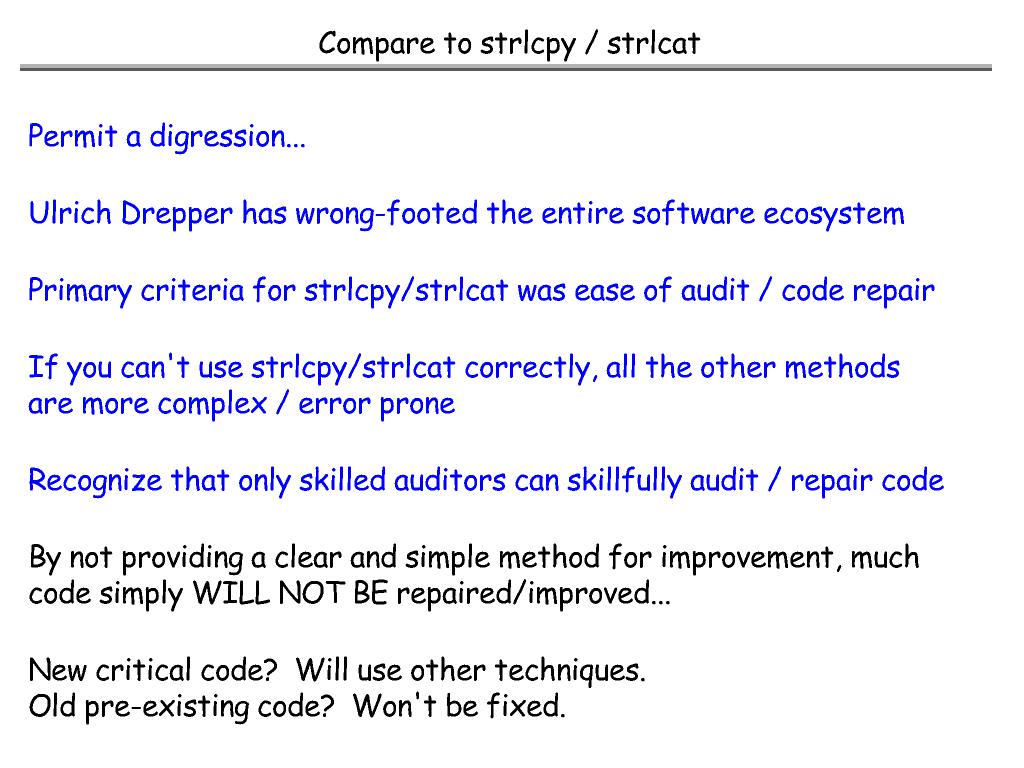 Compare to strlcpy / strlcat
Permit a digression...
Ulrich Drepper has wrong-footed the entire software ecosystem
Primary criteria for strlcpy/strlcat was ease of audit / code repair
If you can't use strlcpy/strlcat correctly, all the other methods
are more complex / error prone
Recognize that only skilled auditors can skillfully audit / repair code
By not providing a clear and simple method for improvement, much
code simply WILL NOT BE repaired/improved...
New critical code?  Will use other techniques.
Old pre-existing code?  Won't be fixed.